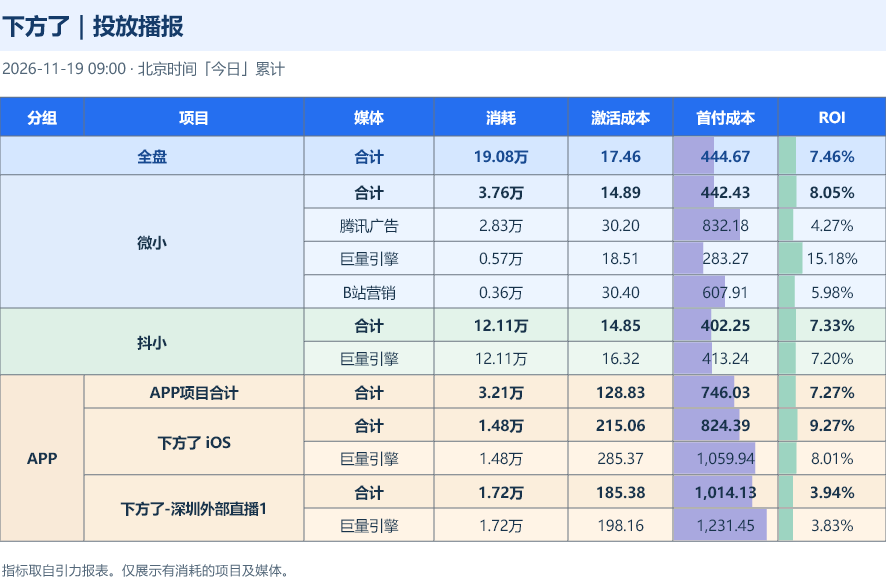 下方了｜投放播报
2026-11-19 09:00 · 北京时间「今日」累计
分组 项目 媒体 消耗 激活成本 首付成本 ROI
全盘 合计 19.08万 17.46 444.67 7.46%
微小 合计 3.76万 14.89 442.43 8.05%
腾讯广告 2.83万 30.20 832.18 4.27%
巨量引擎 0.57万 18.51 283.27 15.18%
B站营销 0.36万 30.40 607.91 5.98%
抖小 合计 12.11万 14.85 402.25 7.33%
巨量引擎 12.11万 16.32 413.24 7.20%
APP APP项目合计 合计 3.21万 128.83 746.03 7.27%
下方了 iOS 合计 1.48万 215.06 824.39 9.27%
巨量引擎 1.48万 285.37 1,059.94 8.01%
下方了-深圳外部直播1 合计 1.72万 185.38 1,014.13 3.94%
巨量引擎 1.72万 198.16 1,231.45 3.83%
指标取自引力报表。仅展示有消耗的项目及媒体。